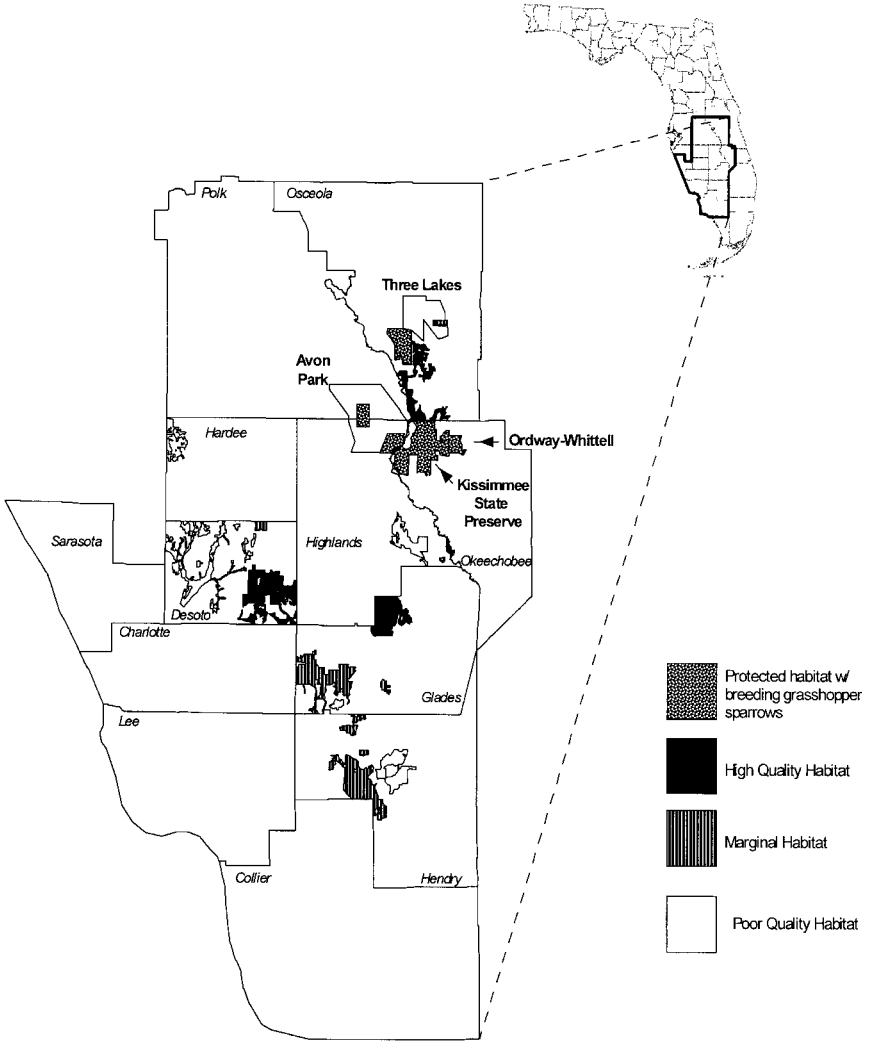 Polk
Osceola
Three Lakes
Avon
Park
Hardee
Ordway-Whittell
Kissimmee
State
Preserve
Sarasota
Highlands
Okeechobee
Desoto
Charlotte
Glades
Lee
Collier
Hendry
Protected habitat w/
breeding grasshopper
sparrows
High Quality Habitat
Marginal Habitat
Poor Quality Habitat